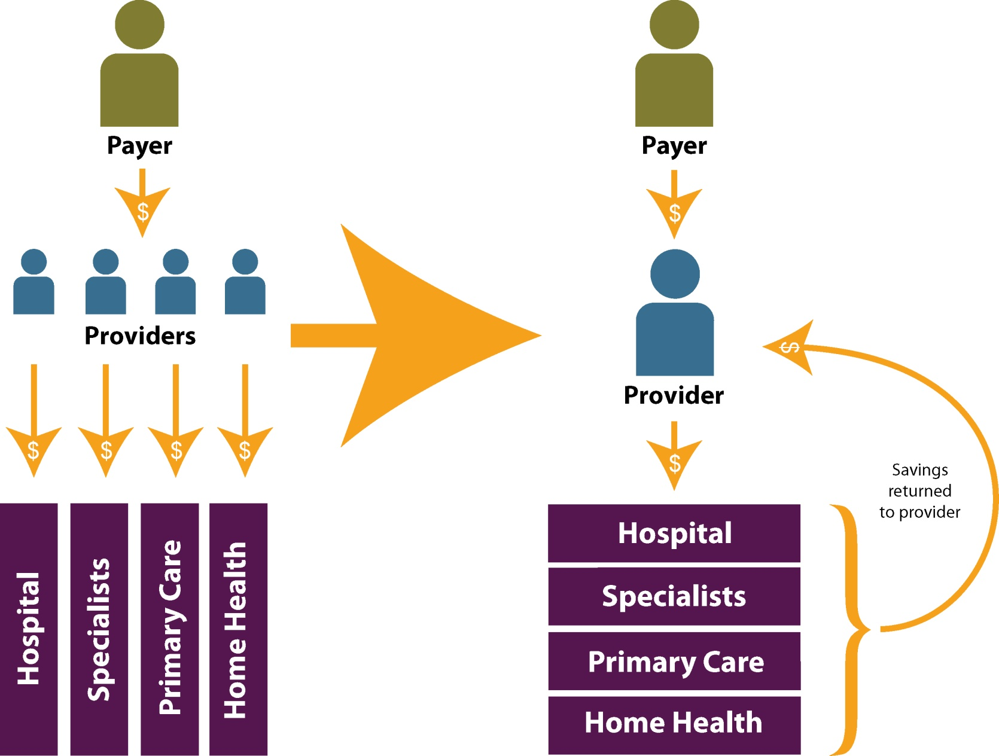 Payer
$
Providers
$
$
$
$
Hospital
Specialists
Primary Care
Home Health
Payer
$
Provider
$
$
Savings
returned
to provider
Hospital
Specialists
Primary Care
Home Health